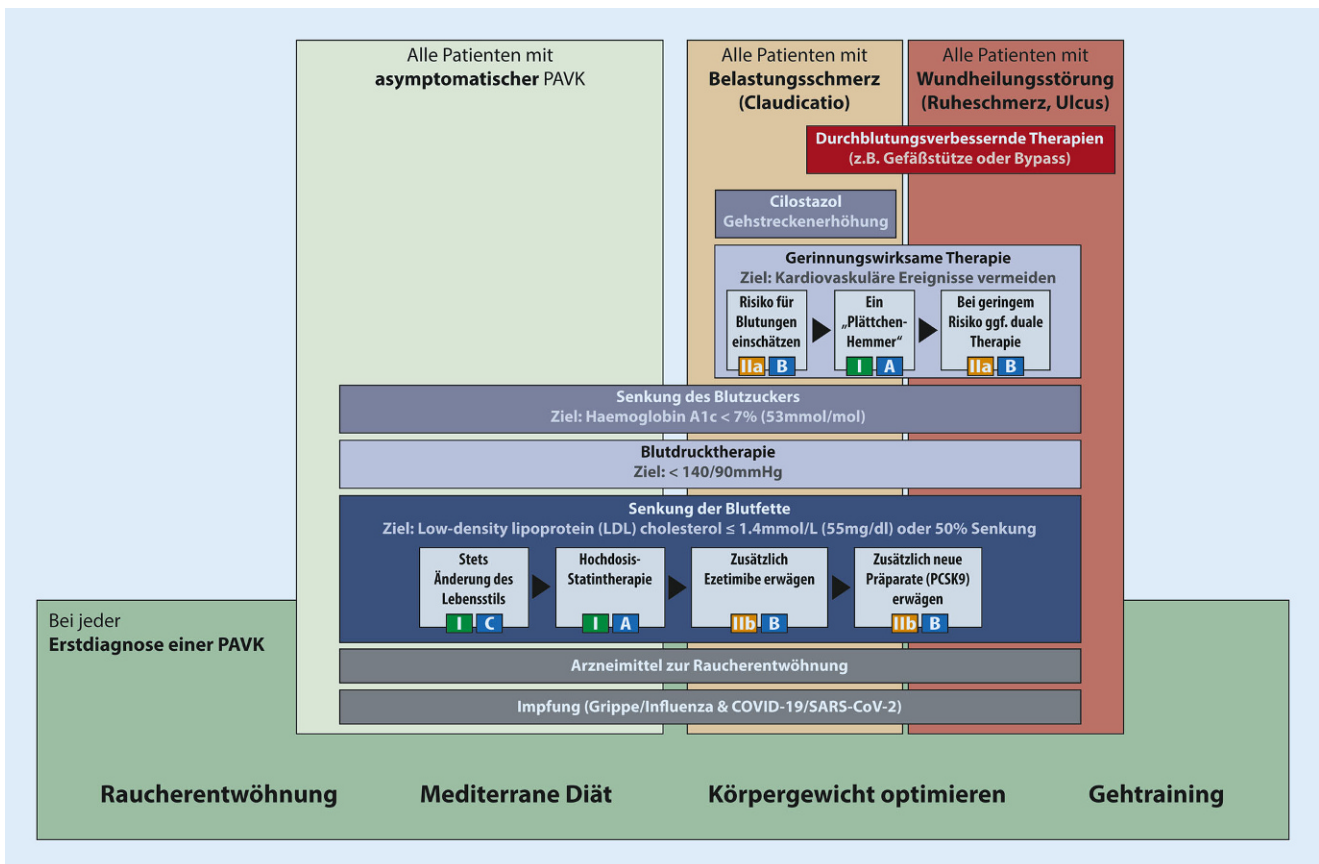 Alle Patienten mit
asymptomatischer PAVK
Alle Patienten mit
Belastungsschmerz
(Claudicatio)
Alle Patienten mit
Wundheilungsstörung
(Ruheschmerz, Ulcus)
Durchblutungsverbessernde Therapien
(z.B. Gefäßstütze oder Bypass)
Cilostazol
Gehstreckenerhöhung
Gerinnungswirksame Therapie
Ziel: Kardiovaskuläre Ereignisse vermeiden
Risiko für
Blutungen
einschätzen
IIa B
Ein
„Plättchen-
Hemmer“
I A
Bei geringem
Risiko ggf. duale
Therapie
IIa B
Senkung des Blutzuckers
Ziel: Haemoglobin A1c < 7% (53mmol/mol)
Blutdrucktherapie
Ziel: < 140/90mmHg
Senkung der Blutfette
Ziel: Low-density lipoprotein (LDL) cholesterol ≤ 1.4mmol/L (55mg/dl) oder 50% Senkung
Stets
Änderung des
Lebensstils
I C
Hochdosis-
Statintherapie
I A
Zusätzlich
Ezetimibe erwägen
IIb B
Zusätzlich neue
Präparate (PCSK9)
erwägen
IIb B
Bei jeder
Erstdiagnose einer PAVK
Arzneimittel zur Raucherentwöhnung
Impfung (Grippe/Influenza & COVID-19/SARS-CoV-2)
Raucherentwöhnung
Mediterrane Diät
Körpergewicht optimieren
Gehtraining